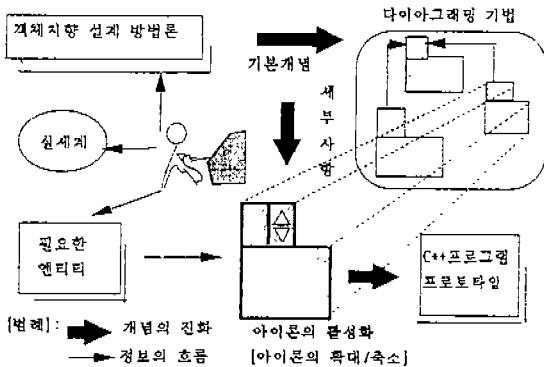 객체지향 설계 방법론
다이아그래밍 기법
기본개념
세부사항
실세계
필요한
엔티티
C++프로그램
프로토타입
[범례] :
개념의 진화
정보의 흐름
아이콘의 활성화
[아이콘의 확대/축소]